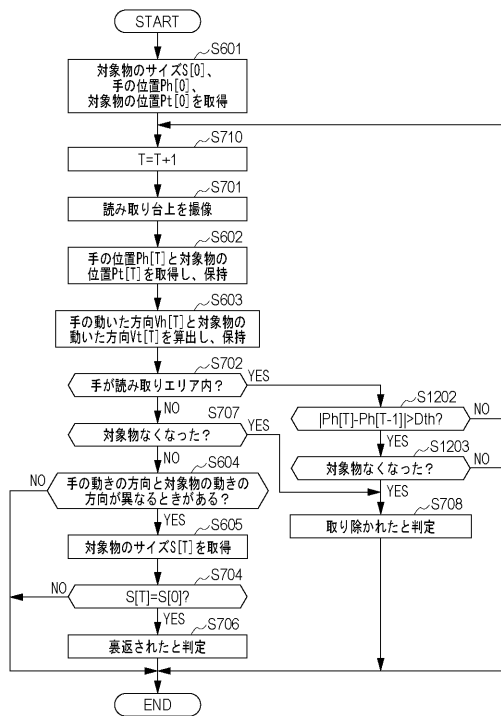 START
S601
対象物のサイズS[0]、
手の位置Ph[0]、
対象物の位置Pt[0]を取得
S710
T=T+1
S701
読み取り台上を撮像
S602
手の位置Ph[T]と対象物の
位置Pt[T]を取得し、保持
S603
手の動いた方向Vh[T]と対象物の
動いた方向Vt[T]を算出し、保持
S702
手が読み取りエリア内?
YES
NO
S1202
|Ph[T]-Ph[T-1]|>Dth?
NO
YES
S707
対象物なくなった?
YES
NO
S1203
対象物なくなった?
NO
YES
S604
手の動きの方向と対象物の動きの
方向が異なるときがある?
NO
YES
S708
取り除かれたと判定
S605
対象物のサイズS[T]を取得
S704
S[T]=S[0]?
NO
YES
S706
裏返されたと判定
END